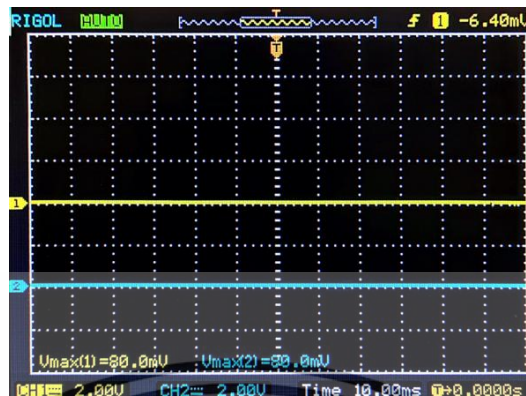 RIGOL AUTO T f 1 -6.40mV
T
1
2
Vmax(1)=80.0mV Vmax(2)=80.0mV
CH1 2.00V CH2 2.00V Time 10.00ms T→0.0000s